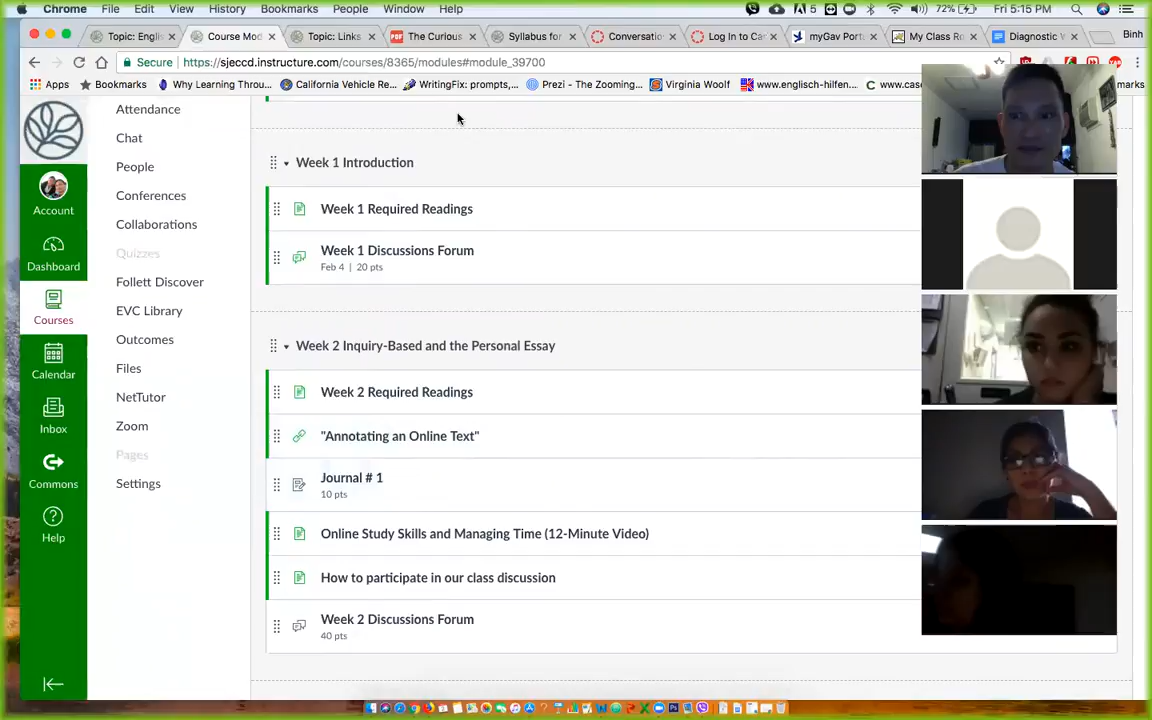 Chrome File Edit View History Bookmarks People Window Help
5 72% Fri 5:15 PM
Topic: Engli Course Mod Topic: Links The Curious Syllabus for Conversatio Log In to Ca myGav Port My Class Ro Diagnostic Binh
Secure https://sjeccd.instructure.com/courses/8365/modules#module_39700
Apps Bookmarks Why Learning Throu... California Vehicle Re... WritingFix: prompts,... Prezi - The Zooming... Virginia Woolf www.englisch-hilfen... marks
Attendance
Chat
People
Conferences
Collaborations
Quizzes
Follett Discover
EVC Library
Outcomes
Files
NetTutor
Zoom
Pages
Settings
Account
Dashboard
Courses
Calendar
Inbox
Commons
Help
Week 1 Introduction
Week 1 Required Readings
Week 1 Discussions Forum
Feb 4 | 20 pts
Week 2 Inquiry-Based and the Personal Essay
Week 2 Required Readings
"Annotating an Online Text"
Journal # 1
10 pts
Online Study Skills and Managing Time (12-Minute Video)
How to participate in our class discussion
Week 2 Discussions Forum
40 pts